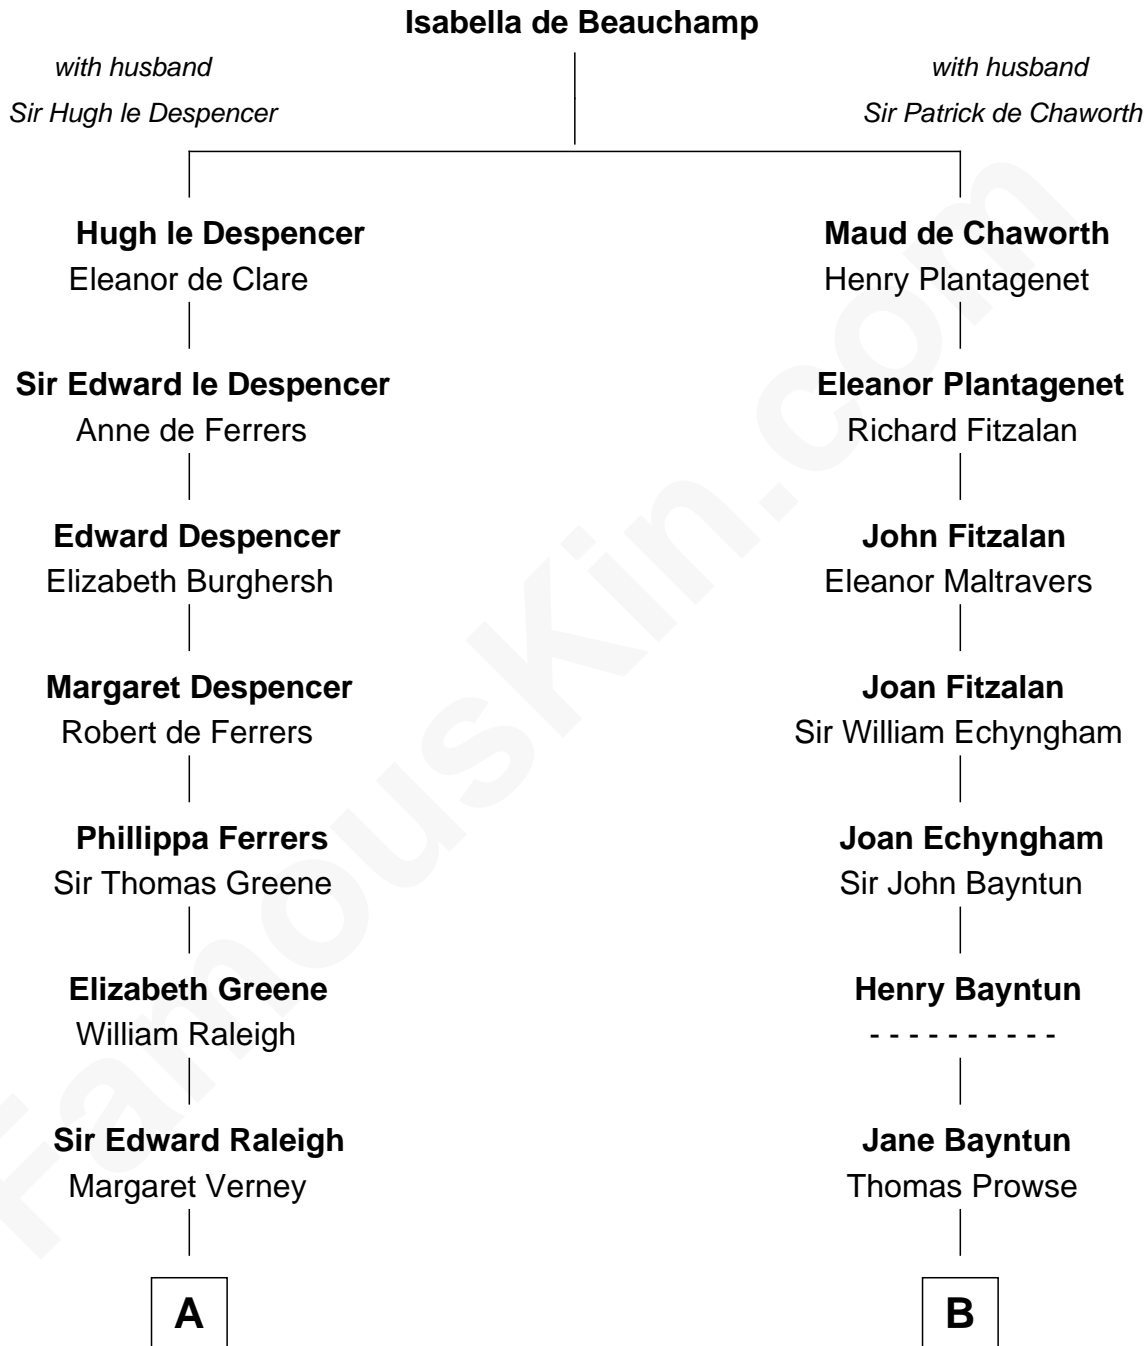 Isabella de Beauchamp
with husband
Sir Hugh le Despencer
with husband
Sir Patrick de Chaworth
Hugh le Despencer
Eleanor de Clare
Maud de Chaworth
Henry Plantagenet
Sir Edward le Despencer
Anne de Ferrers
Eleanor Plantagenet
Richard Fitzalan
Edward Despencer
Elizabeth Burghersh
John Fitzalan
Eleanor Maltravers
Margaret Despencer
Robert de Ferrers
Joan Fitzalan
Sir William Echyngham
Phillippa Ferrers
Sir Thomas Greene
Joan Echyngham
Sir John Bayntun
Elizabeth Greene
William Raleigh
Henry Bayntun
- - - - - - - - - -
Sir Edward Raleigh
Margaret Verney
Jane Bayntun
Thomas Prowse
A
B
FamousKin.com